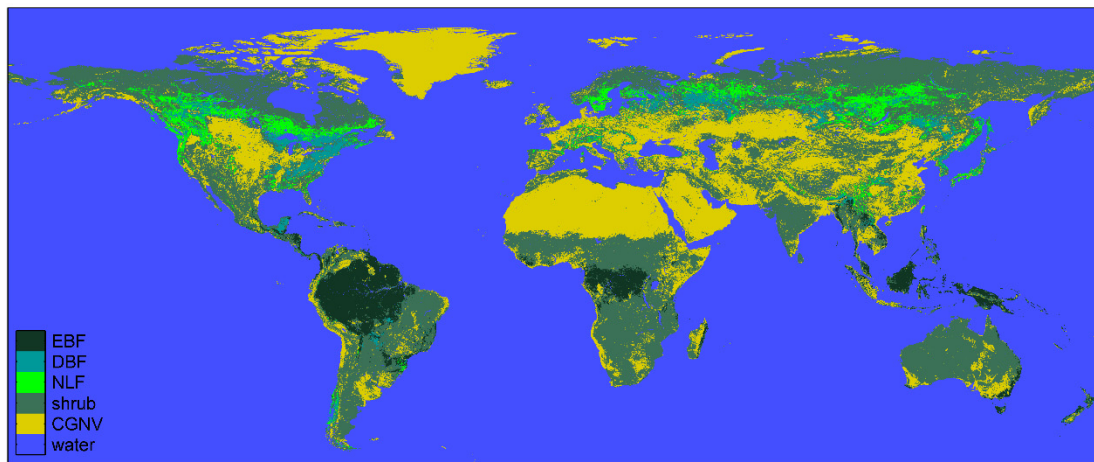 EBF
DBF
NLF
shrub
CGNV
water